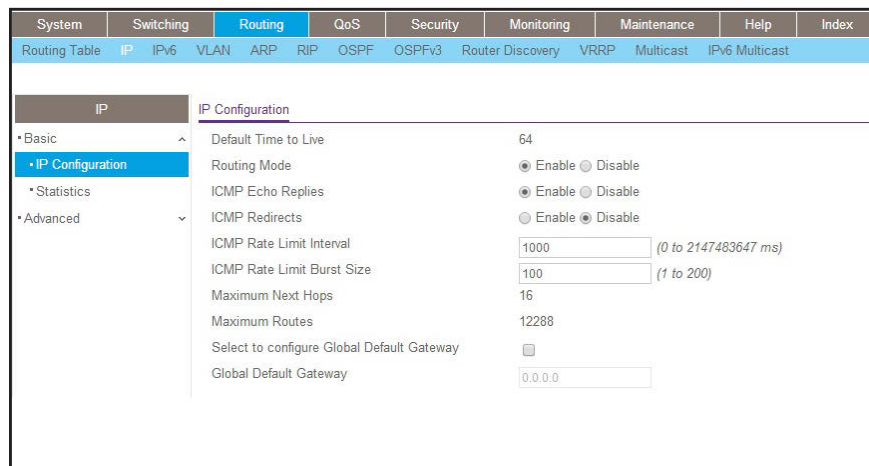 System Switching Routing QoS Security Monitoring Maintenance Help Index
Routing Table IP IPv6 VLAN ARP RIP OSPF OSPFv3 Router Discovery VRRP Multicast IPv6 Multicast
IP
Basic
IP Configuration
Statistics
Advanced
IP Configuration
Default Time to Live 64
Routing Mode Enable Disable
ICMP Echo Replies Enable Disable
ICMP Redirects Enable Disable
ICMP Rate Limit Interval 1000 (0 to 2147483647 ms)
ICMP Rate Limit Burst Size 100 (1 to 200)
Maximum Next Hops 16
Maximum Routes 12288
Select to configure Global Default Gateway
Global Default Gateway 0.0.0.0